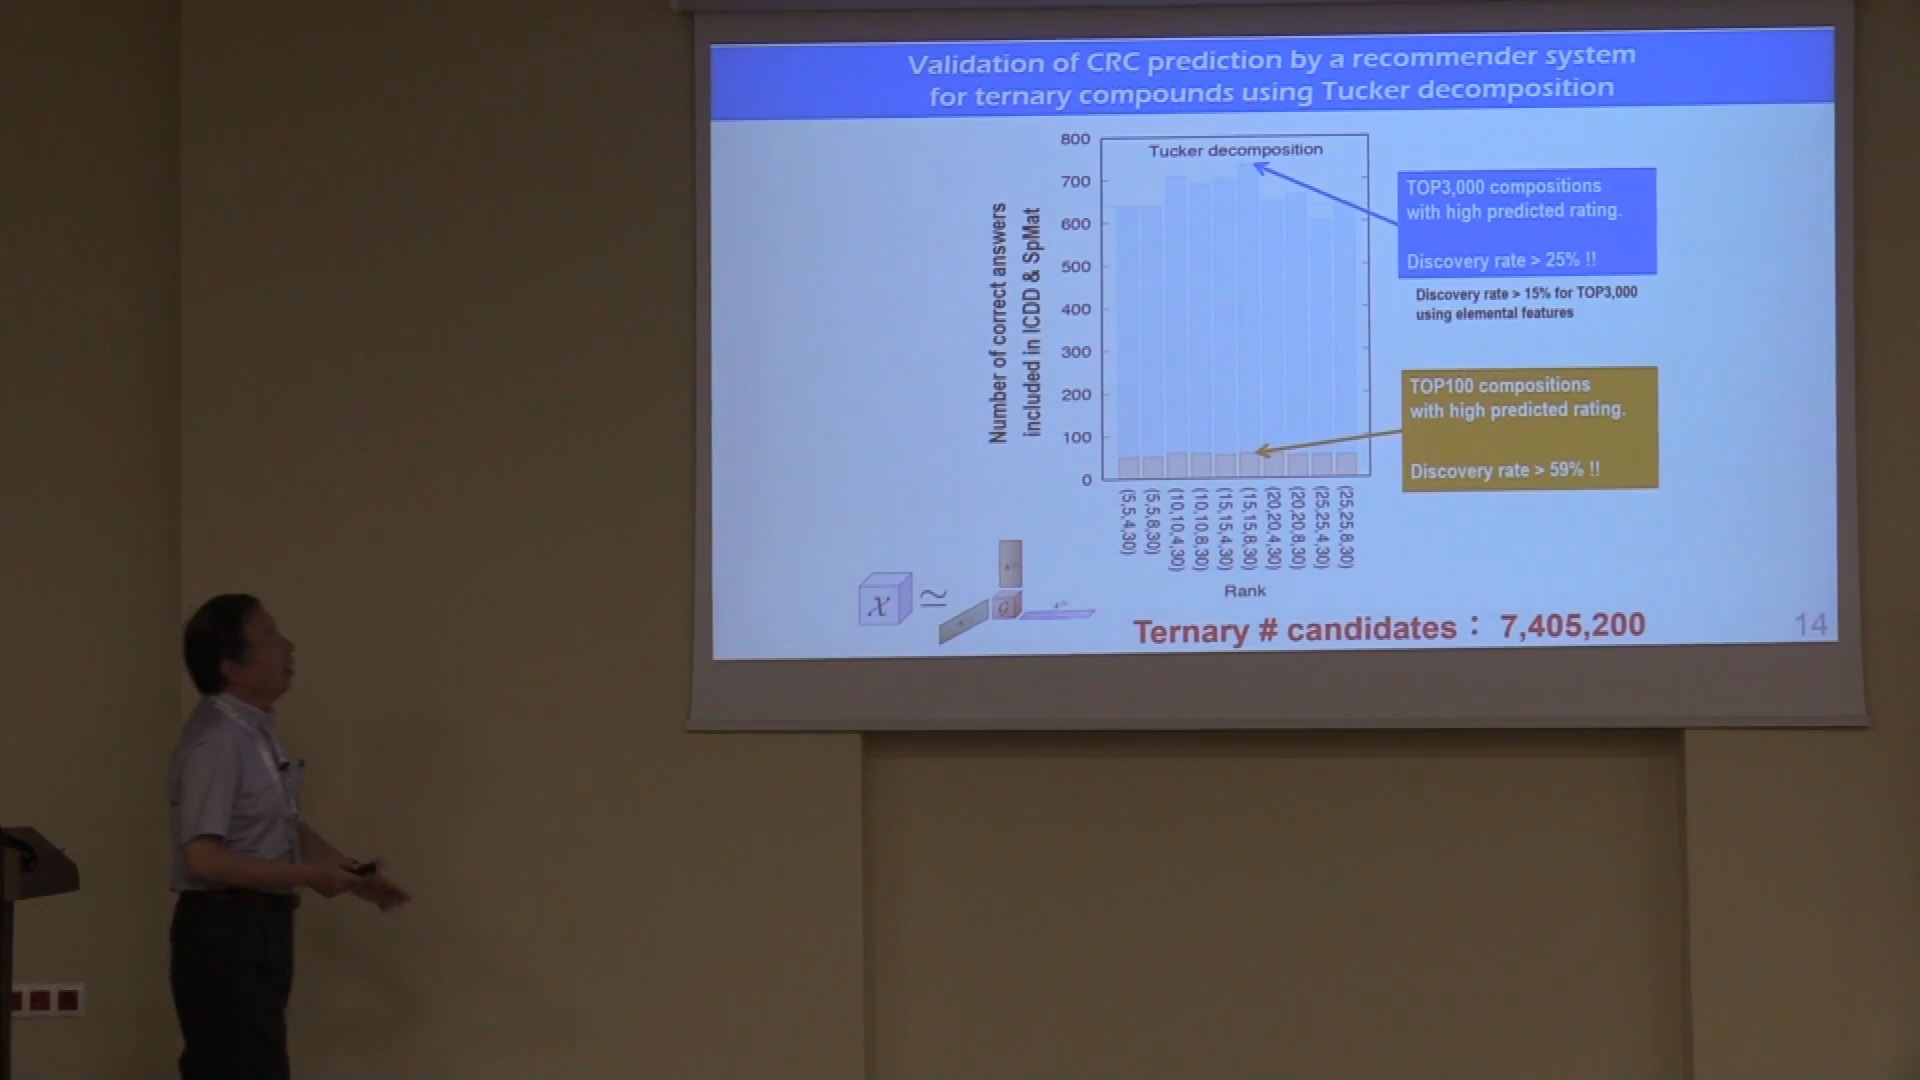 Validation of CRC prediction by a recommender system
for ternary compounds using Tucker decomposition
Number of correct answers
included in ICDD & SpMat
800
700
600
500
400
300
200
100
0
Tucker decomposition
(5,5,4,30)
(5,5,8,30)
(10,10,4,30)
(10,10,8,30)
(15,15,4,30)
(15,15,8,30)
(20,20,4,30)
(20,20,8,30)
(25,25,4,30)
(25,25,8,30)
Rank
TOP3,000 compositions
with high predicted rating.
Discovery rate > 25% !!
Discovery rate > 15% for TOP3,000
using elemental features
TOP100 compositions
with high predicted rating.
Discovery rate > 59% !!
X ≃
G
Ternary # candidates : 7,405,200
14